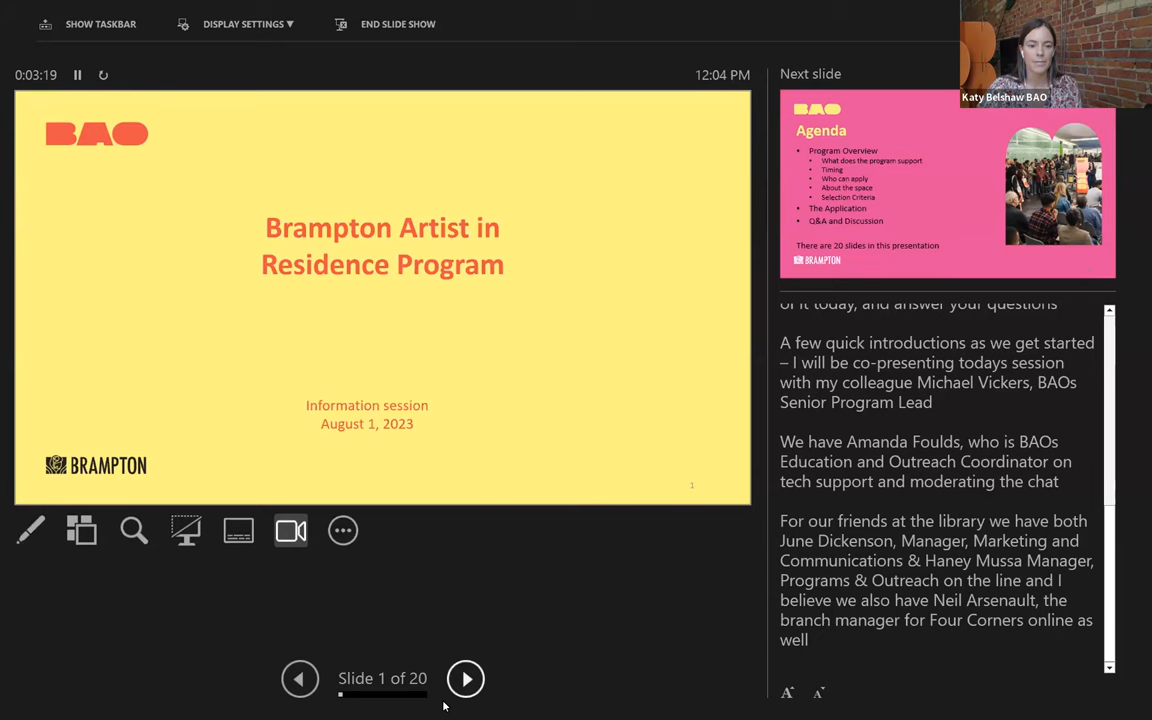 SHOW TASKBAR
DISPLAY SETTINGS ▼
END SLIDE SHOW
0:03:19
12:04 PM
Next slide
Katy Belshaw BAO
BAO
Brampton Artist in
Residence Program
Information session
August 1, 2023
BRAMPTON
1
BAO
Agenda
• Program Overview
• What does the program support
• Timing
• Who can apply
• About the space
• Selection Criteria
• The Application
• Q&A and Discussion
There are 20 slides in this presentation
BRAMPTON
of it today, and answer your questions
A few quick introductions as we get started
– I will be co-presenting todays session
with my colleague Michael Vickers, BAOs
Senior Program Lead
We have Amanda Foulds, who is BAOs
Education and Outreach Coordinator on
tech support and moderating the chat
For our friends at the library we have both
June Dickenson, Manager, Marketing and
Communications & Haney Mussa Manager,
Programs & Outreach on the line and I
believe we also have Neil Arsenault, the
branch manager for Four Corners online as
well
Slide 1 of 20
A A